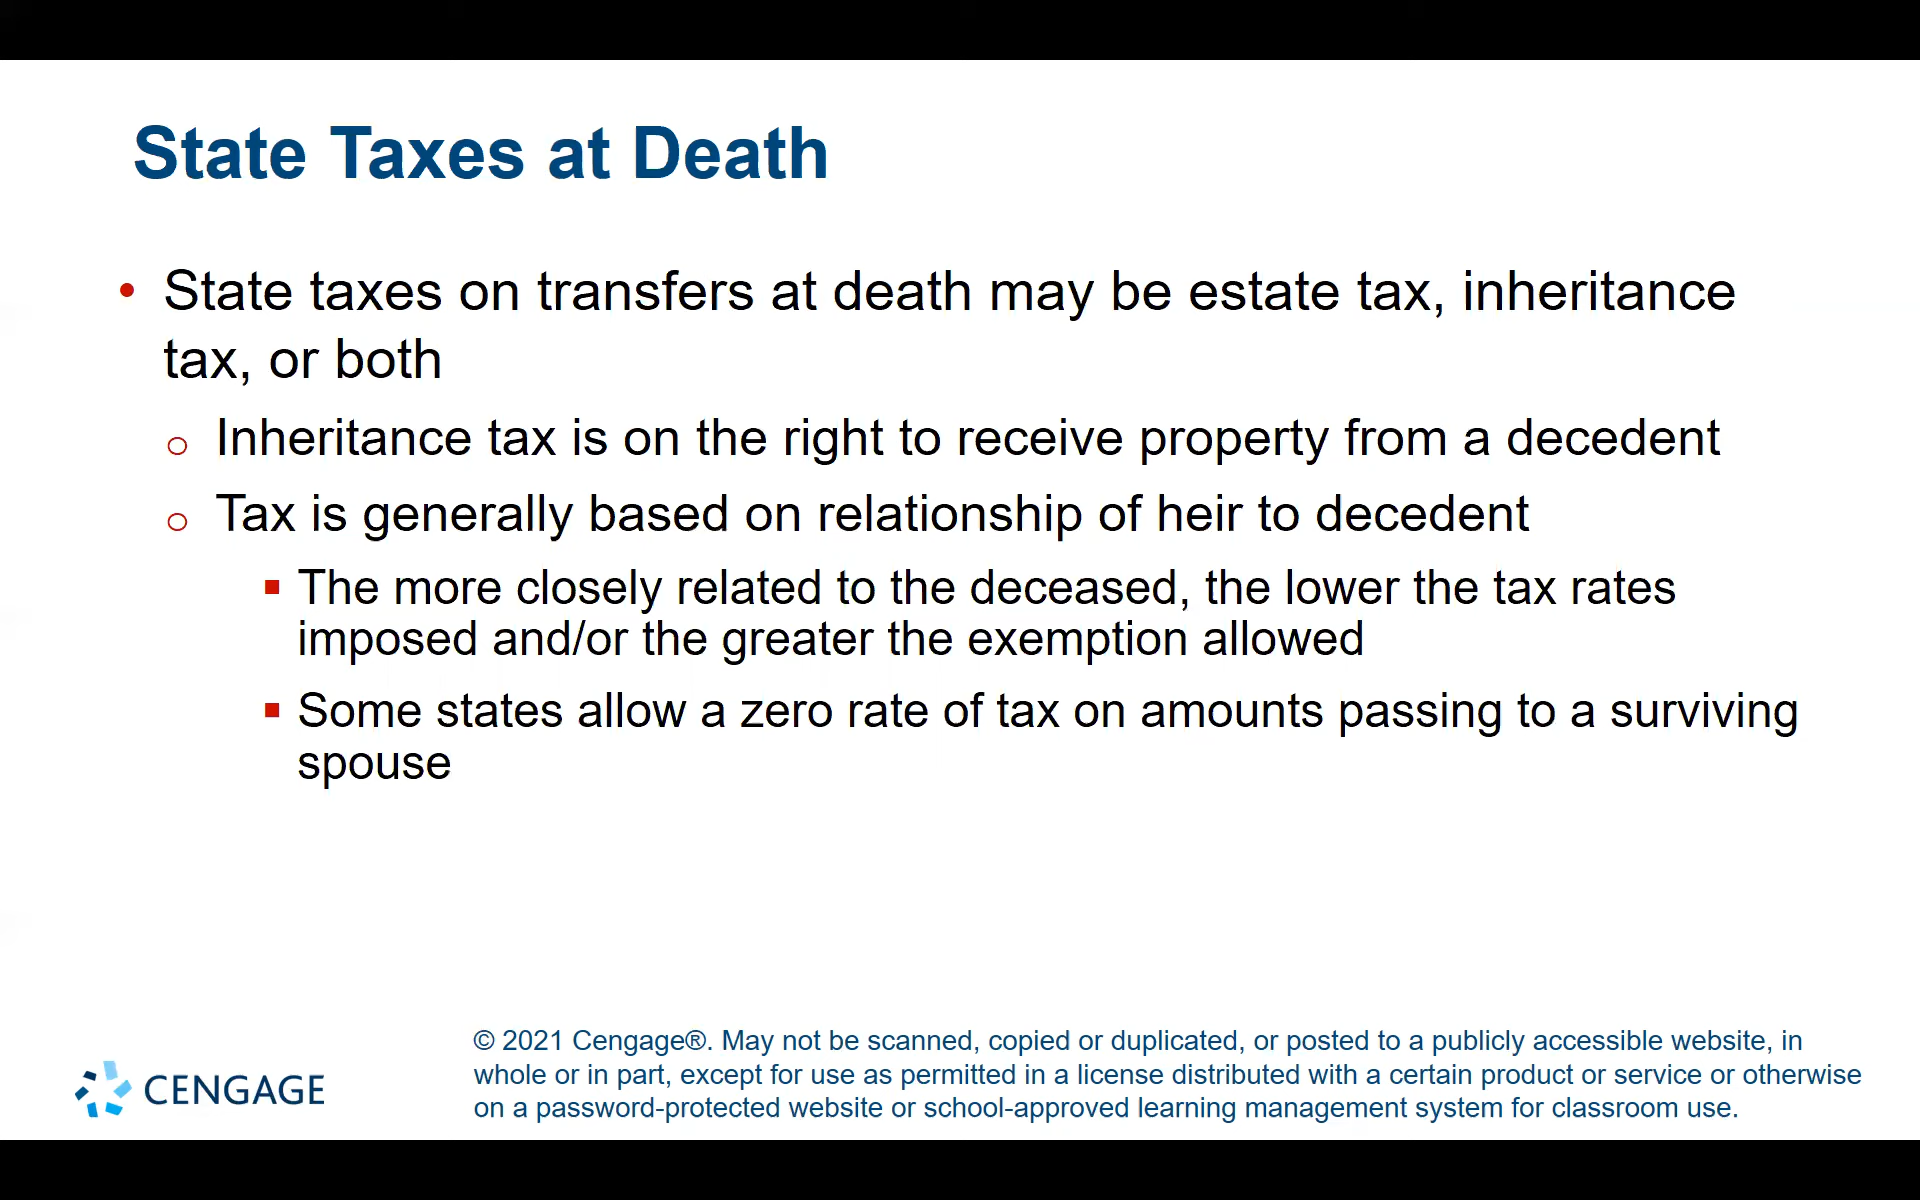 State Taxes at Death
• State taxes on transfers at death may be estate tax, inheritance
tax, or both
o Inheritance tax is on the right to receive property from a decedent
o Tax is generally based on relationship of heir to decedent
▪ The more closely related to the deceased, the lower the tax rates
imposed and/or the greater the exemption allowed
▪ Some states allow a zero rate of tax on amounts passing to a surviving
spouse
CENGAGE
© 2021 Cengage®. May not be scanned, copied or duplicated, or posted to a publicly accessible website, in
whole or in part, except for use as permitted in a license distributed with a certain product or service or otherwise
on a password-protected website or school-approved learning management system for classroom use.